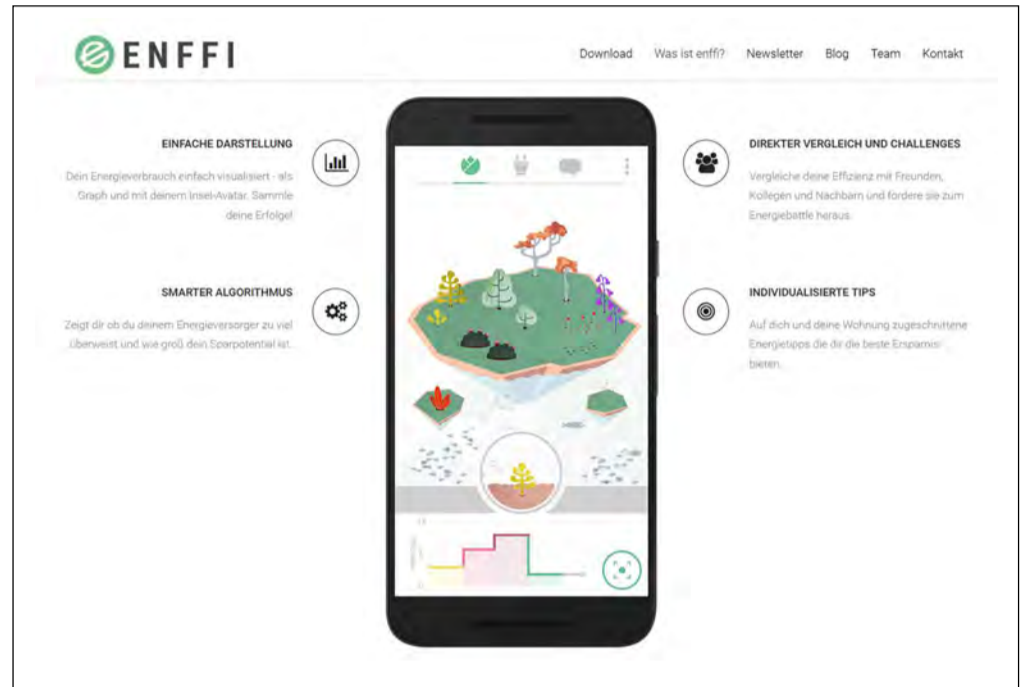 ENFFI
Download Was ist enffi? Newsletter Blog Team Kontakt
EINFACHE DARSTELLUNG
Dein Energieverbrauch einfach visualisiert - als
Graph und mit deinem Insel-Avatar. Sammle
deine Erfolge!
SMARTER ALGORITHMUS
Zeigt dir ob du deinem Energieversorger zu viel
überweist und wie groß dein Sparpotential ist.
DIREKTER VERGLEICH UND CHALLENGES
Vergleiche deine Effizienz mit Freunden,
Kollegen und Nachbarn und fordere sie zum
Energiebattle heraus.
INDIVIDUALISIERTE TIPS
Auf dich und deine Wohnung zugeschnittene
Energietipps die dir die beste Ersparnis
bieten.